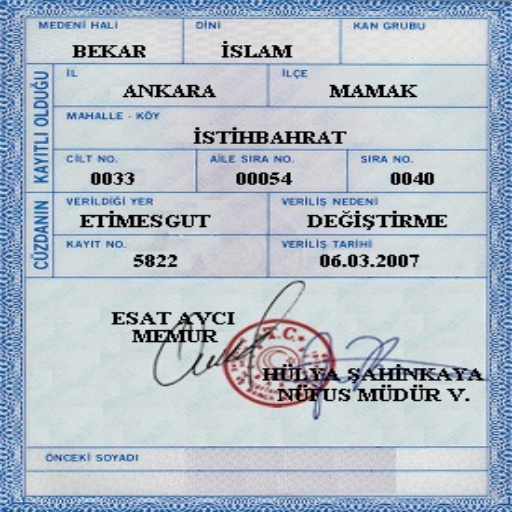 MEDENİ HALİ DİNİ KAN GRUBU
BEKAR İSLAM
İL İLÇE
ANKARA MAMAK
MAHALLE - KÖY
İSTİHBAHRAT
CİLT NO. AİLE SIRA NO. SIRA NO.
0033 00054 0040
VERİLDİĞİ YER VERİLİŞ NEDENİ
ETİMESGUT DEĞİŞTİRME
KAYIT NO. VERİLİŞ TARİHİ
5822 06.03.2007
CÜZDANIN KAYITLI OLDUĞU
ESAT AVCI
MEMUR
T.C.
HÜLYA ŞAHİNKAYA
NÜFUS MÜDÜR V.
ÖNCEKİ SOYADI